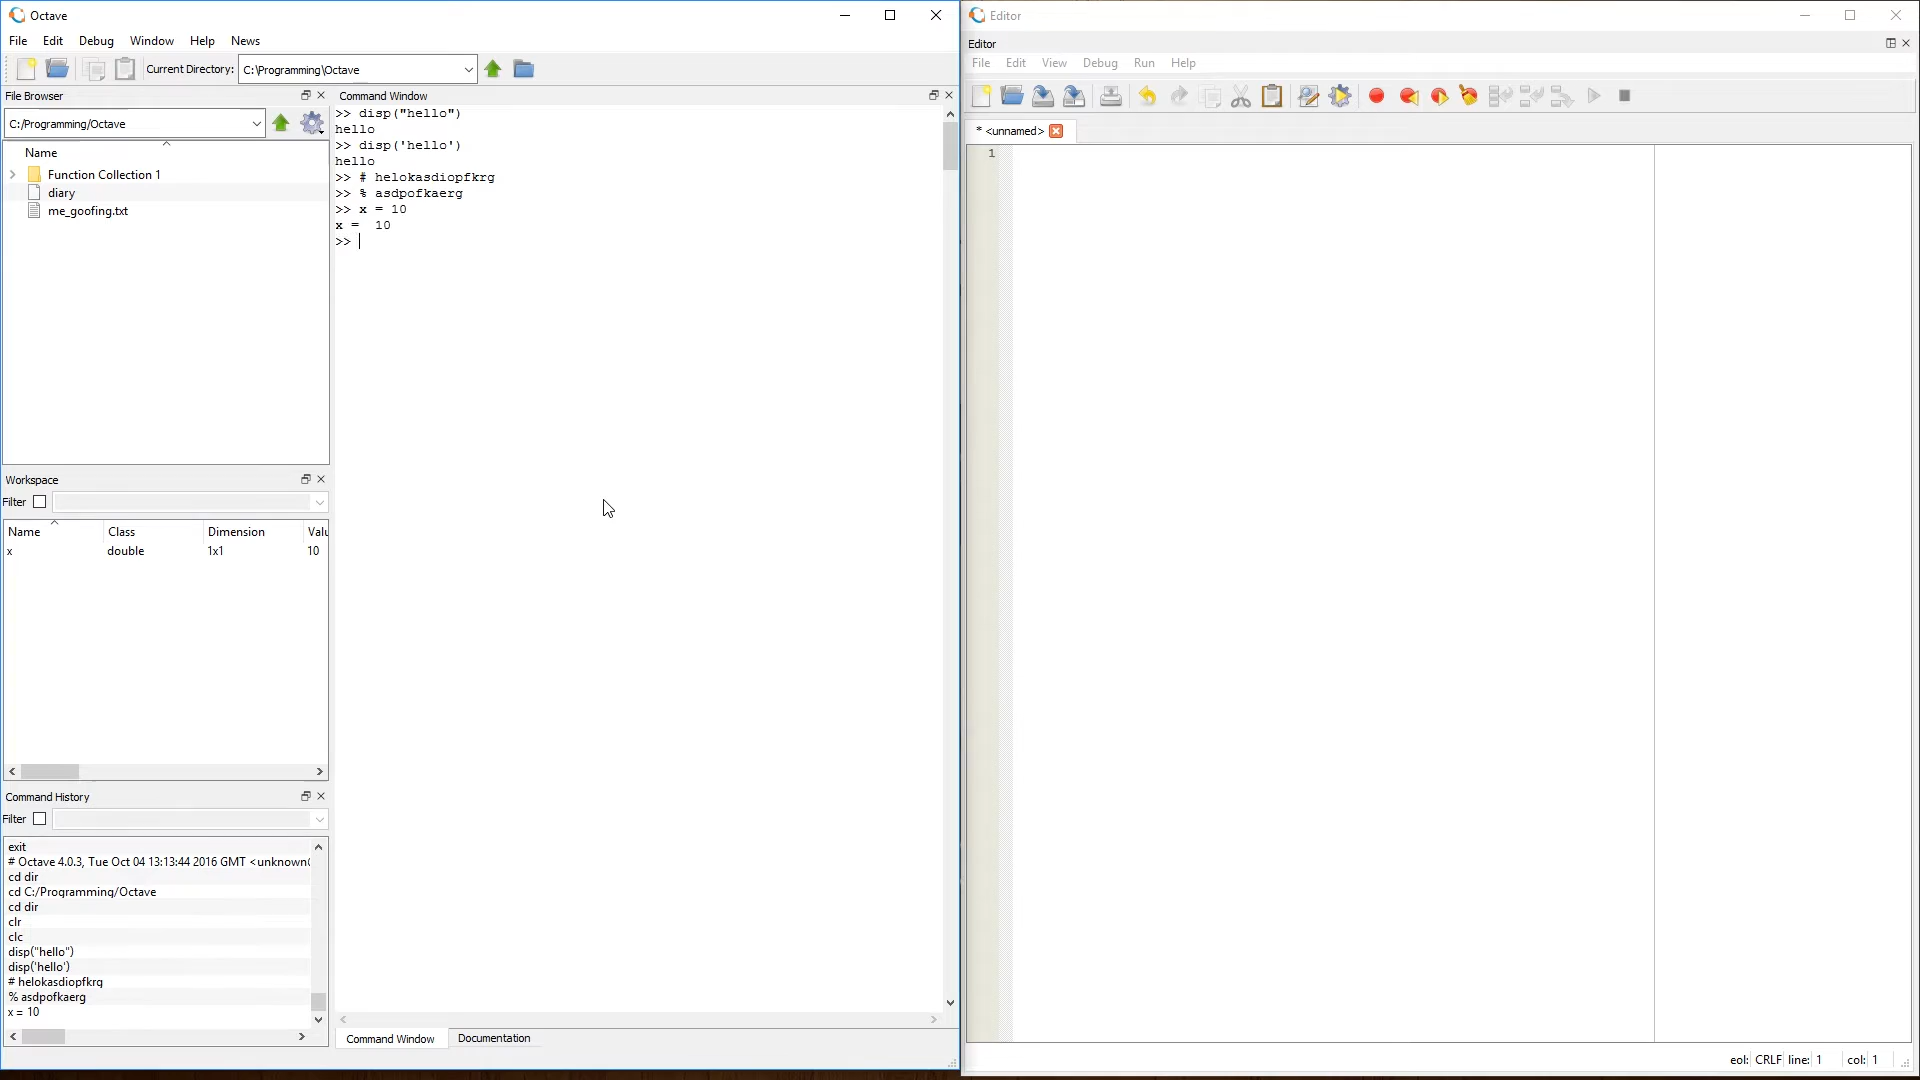 Octave
File Edit Debug Window Help News
Current Directory: C:\Programming\Octave
File Browser
C:/Programming/Octave
Name
Function Collection 1
diary
me_goofing.txt
Workspace
Filter
Name Class Dimension Valu
x double 1x1 10
Command History
Filter
exit
# Octave 4.0.3, Tue Oct 04 13:13:44 2016 GMT <unknown@
cd dir
cd C:/Programming/Octave
cd dir
clr
clc
disp("hello")
disp('hello')
# helokasdiopfkrg
% asdpofkaerg
x = 10
Command Window
>> disp("hello")
hello
>> disp('hello')
hello
>> # helokasdiopfkrg
>> % asdpofkaerg
>> x = 10
x =  10
>>
Command Window Documentation
Editor
Editor
File Edit View Debug Run Help
* <unnamed>
1
eol: CRLF line: 1 col: 1